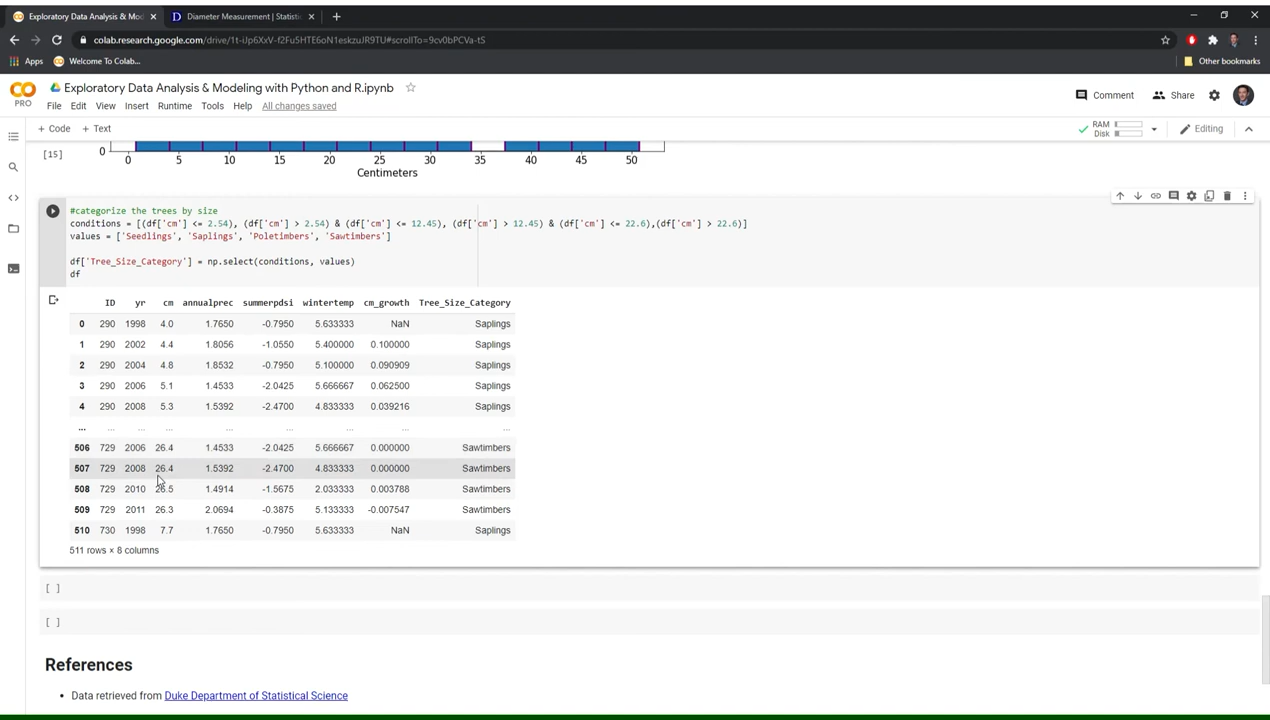 Exploratory Data Analysis & Mod
Diameter Measurement | Statistic
colab.research.google.com/drive/1t-iJp6XxV-f2Fu5HTE6oN1eskzuJR9TU#scrollTo=9cv0bPCVa-tS
Apps
Welcome To Colab...
Other bookmarks
CO
PRO
Exploratory Data Analysis & Modeling with Python and R.ipynb
File Edit View Insert Runtime Tools Help All changes saved
Comment
Share
+ Code + Text
RAM
Disk
Editing
[15]
0
0 5 10 15 20 25 30 35 40 45 50
Centimeters
#categorize the trees by size
conditions = [(df['cm'] <= 2.54), (df['cm'] > 2.54) & (df['cm'] <= 12.45), (df['cm'] > 12.45) & (df['cm'] <= 22.6),(df['cm'] > 22.6)]
values = ['Seedlings', 'Saplings', 'Poletimbers', 'Sawtimbers']
df['Tree_Size_Category'] = np.select(conditions, values)
df
ID yr cm annualprec summerpdsi wintertemp cm_growth Tree_Size_Category
0 290 1998 4.0 1.7650 -0.7950 5.633333 NaN Saplings
1 290 2002 4.4 1.8056 -1.0550 5.400000 0.100000 Saplings
2 290 2004 4.8 1.8532 -0.7950 5.100000 0.090909 Saplings
3 290 2006 5.1 1.4533 -2.0425 5.666667 0.062500 Saplings
4 290 2008 5.3 1.5392 -2.4700 4.833333 0.039216 Saplings
... ... ... ... ... ... ... ... ...
506 729 2006 26.4 1.4533 -2.0425 5.666667 0.000000 Sawtimbers
507 729 2008 26.4 1.5392 -2.4700 4.833333 0.000000 Sawtimbers
508 729 2010 26.5 1.4914 -1.5675 2.033333 0.003788 Sawtimbers
509 729 2011 26.3 2.0694 -0.3875 5.133333 -0.007547 Sawtimbers
510 730 1998 7.7 1.7650 -0.7950 5.633333 NaN Saplings
511 rows × 8 columns
[ ]
[ ]
References
• Data retrieved from Duke Department of Statistical Science